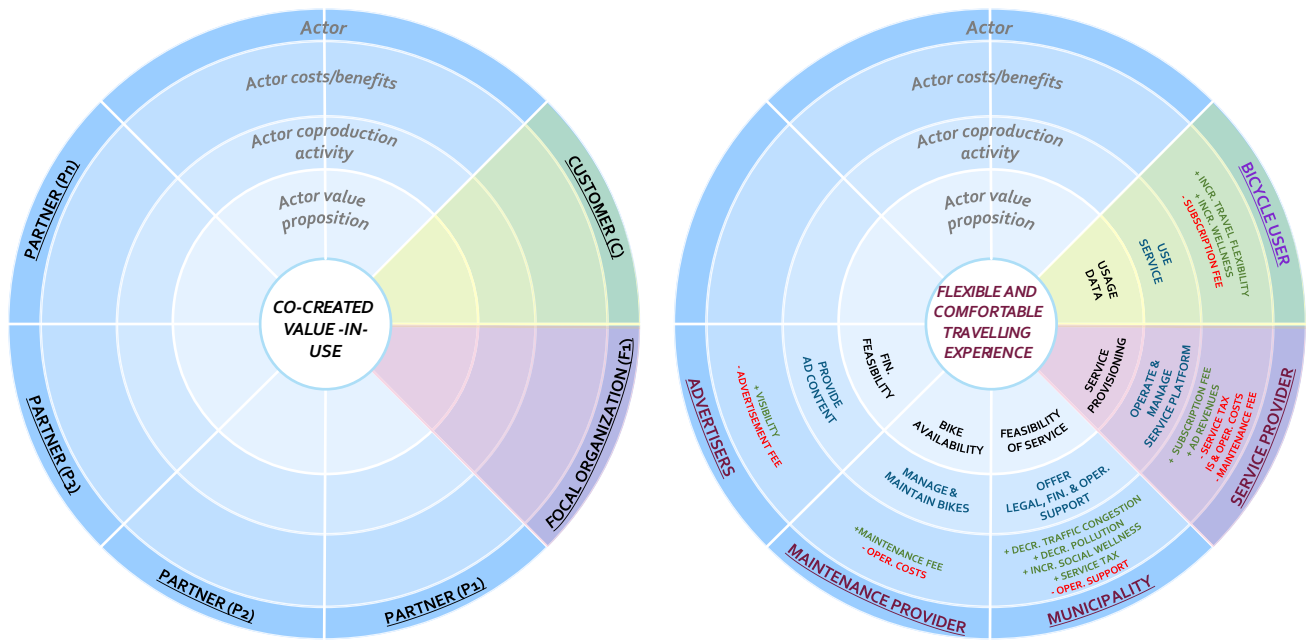 Actor
Actor costs/benefits
Actor coproduction
activity
Actor value
proposition
CO-CREATED
VALUE -IN-
USE
CUSTOMER (C)
FOCAL ORGANIZATION (F1)
PARTNER (P1)
PARTNER (P2)
PARTNER (P3)
PARTNER (Pn)
Actor
Actor costs/benefits
Actor coproduction
activity
Actor value
proposition
FLEXIBLE AND
COMFORTABLE
TRAVELLING
EXPERIENCE
BICYCLE USER
+ INCR. TRAVEL FLEXIBILITY
+ INCR. WELLNESS
- SUBSCRIPTION FEE
USE
SERVICE
USAGE
DATA
SERVICE PROVIDER
+ SUBSCRIPTION FEE
+ AD REVENUES
- SERVICE TAX
IS & OPER. COSTS
- MAINTENANCE FEE
OPERATE &
MANAGE
SERVICE PLATFORM
SERVICE
PROVISIONING
MUNICIPALITY
+ DECR. TRAFFIC CONGESTION
+ DECR. POLLUTION
+ INCR. SOCIAL WELLNESS
+ SERVICE TAX
- OPER. SUPPORT
OFFER
LEGAL, FIN. & OPER.
SUPPORT
FEASIBILITY
OF SERVICE
MAINTENANCE PROVIDER
+MAINTENANCE FEE
- OPER. COSTS
MANAGE &
MAINTAIN BIKES
BIKE
AVAILABILITY
ADVERTISERS
+ VISIBILITY
- ADVERTISEMENT FEE
PROVIDE
AD CONTENT
FIN.
FEASIBILITY